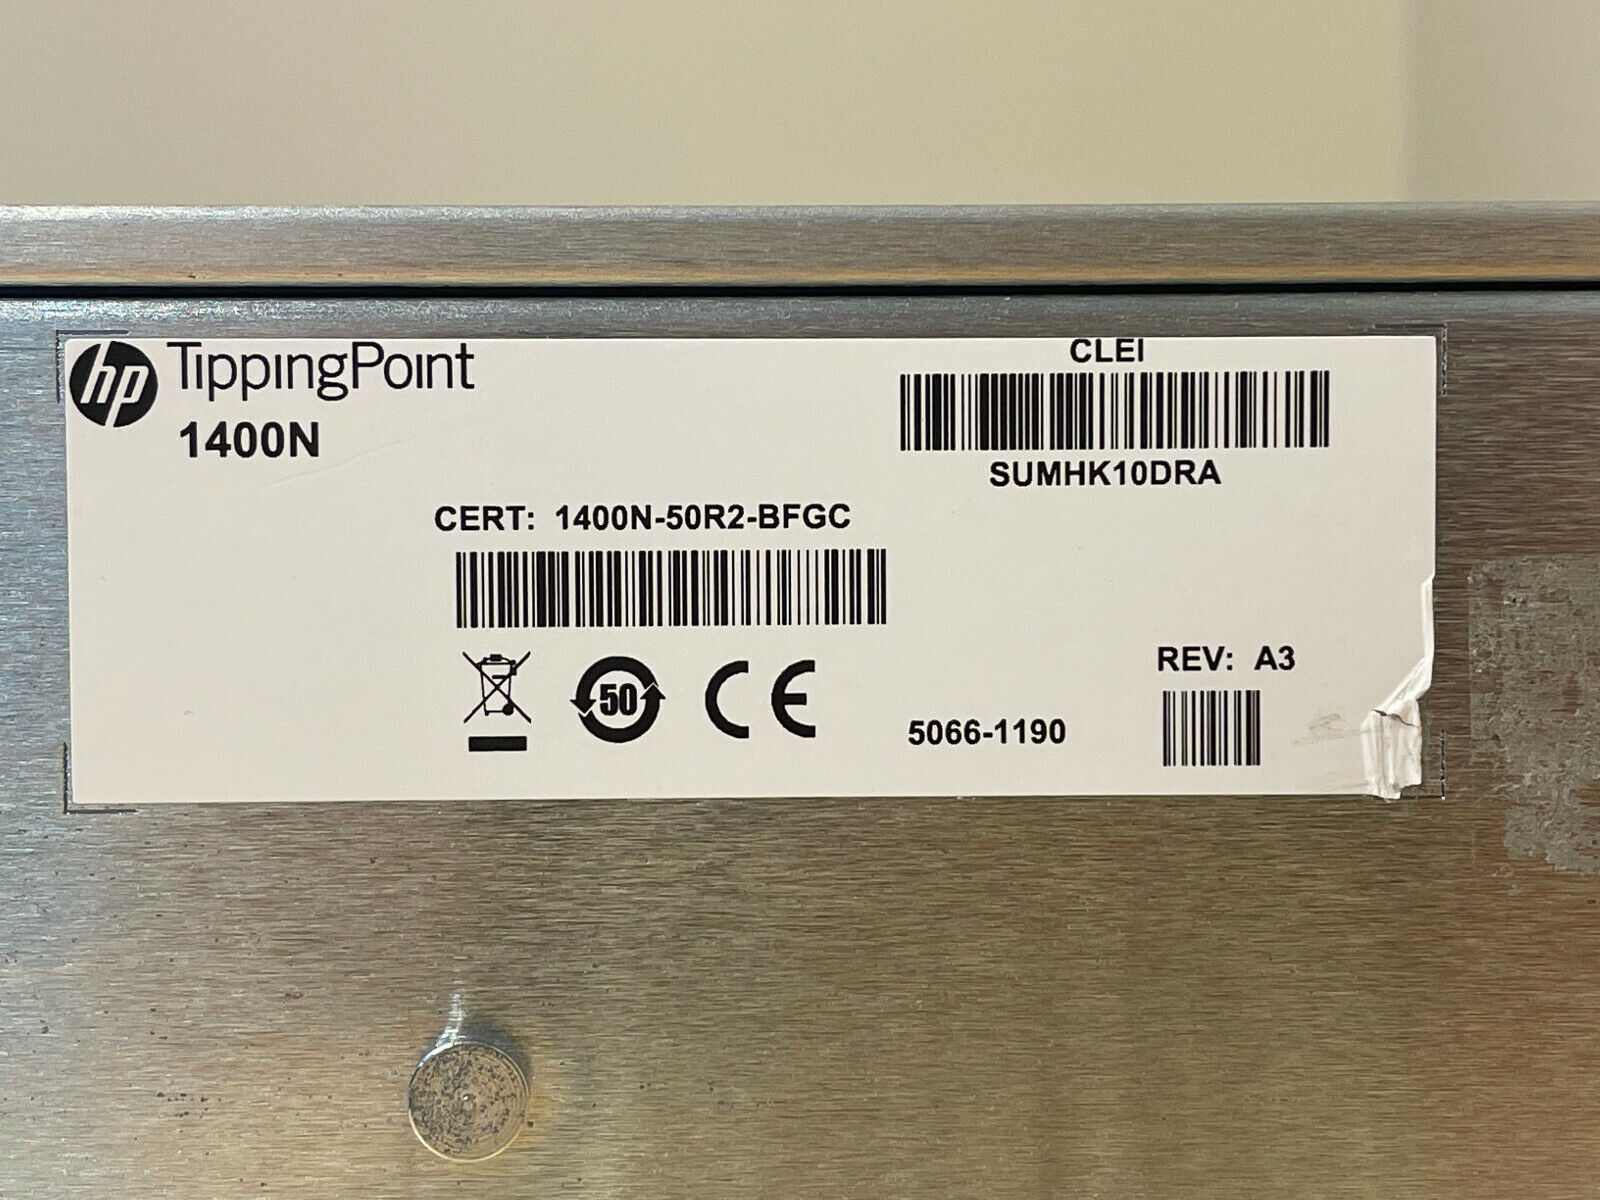 hp TippingPoint
1400N
CLEI
SUMHK10DRA
CERT: 1400N-50R2-BFGC
50
CE
REV: A3
5066-1190